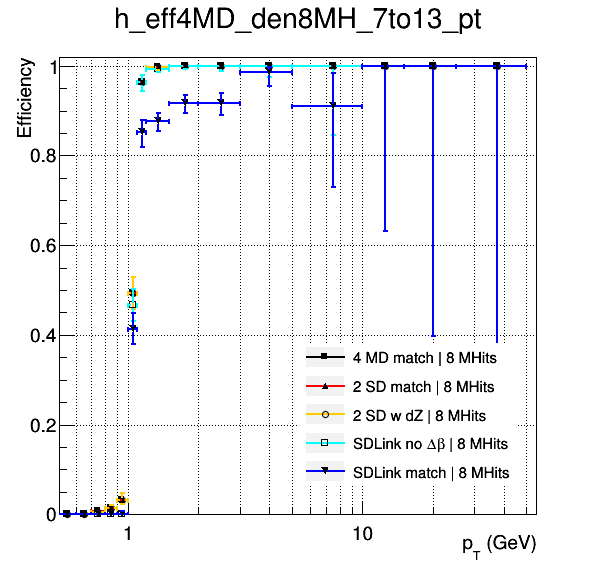 h_eff4MD_den8MH_7to13_pt
Efficiency
1
0.8
0.6
0.4
0.2
0
4 MD match | 8 MHits
2 SD match | 8 MHits
2 SD w dZ | 8 MHits
SDLink no Δβ | 8 MHits
SDLink match | 8 MHits
1 10
p_T (GeV)